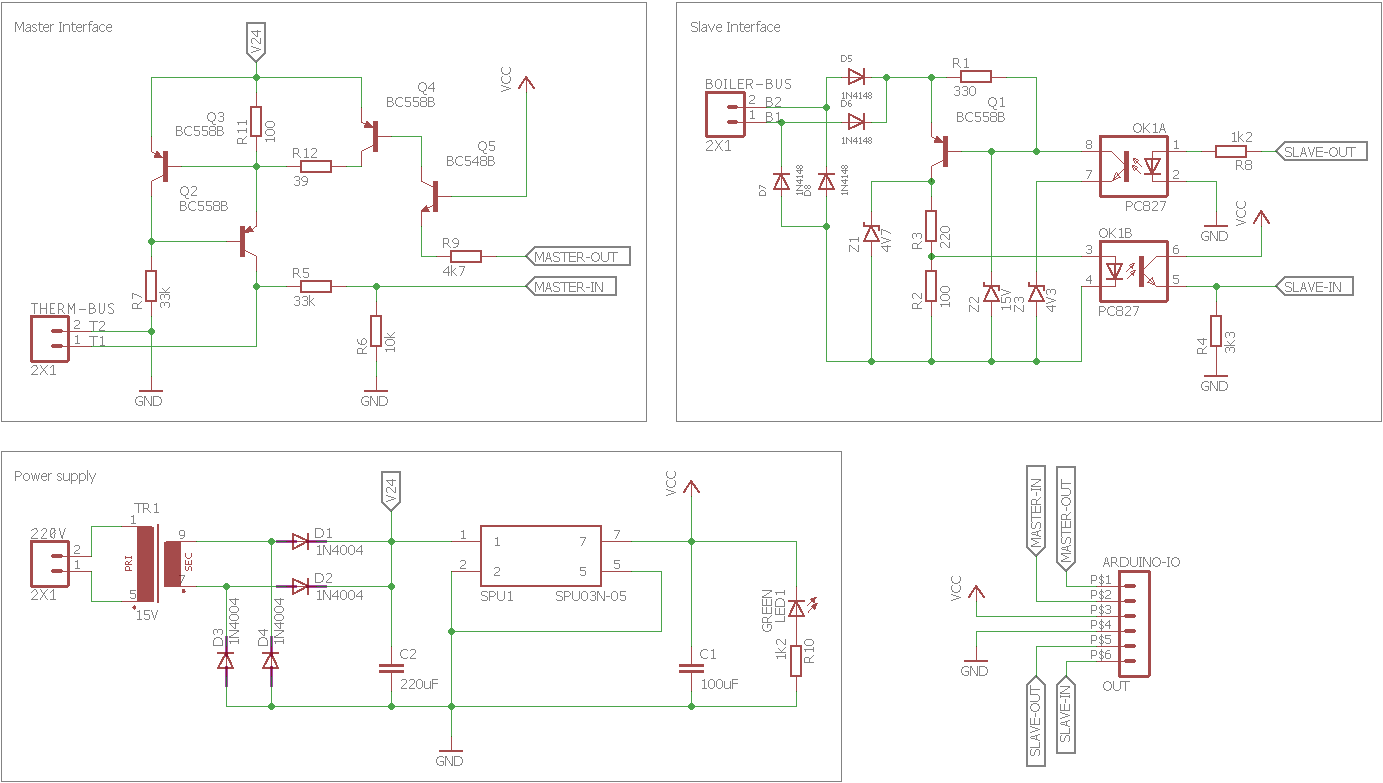 Master Interface
V24
Q3
BC558B
R11
100
Q4
BC558B
VCC
R12
39
Q5
BC548B
Q2
BC558B
R9
4k7
MASTER-OUT
R7
33k
R5
33k
MASTER-IN
THERM-BUS
2
T2
1
T1
2X1
R6
10k
GND
GND
Slave Interface
BOILER-BUS
2
B2
1
B1
2X1
D5
1N4148
D6
1N4148
R1
330
Q1
BC558B
D7
1N4148
D8
1N4148
OK1A
8
7
1
2
PC827
1k2
R8
SLAVE-OUT
GND
VCC
Z1
4V7
R3
220
R2
100
Z2
15V
Z3
4V3
OK1B
3
4
6
5
PC827
SLAVE-IN
R4
3k3
GND
Power supply
220V
2
1
2X1
TR1
1
PRI
5
15V
9
SEC
7
D1
1N4004
D2
1N4004
D3
1N4004
D4
1N4004
V24
C2
220uF
1
1
2
2
7
7
5
5
SPU1
SPU03N-05
GND
VCC
C1
100uF
GREEN
LED1
1k2
R10
MASTER-IN
MASTER-OUT
ARDUINO-IO
VCC
P$1
P$2
P$3
P$4
P$5
P$6
GND
OUT
SLAVE-OUT
SLAVE-IN